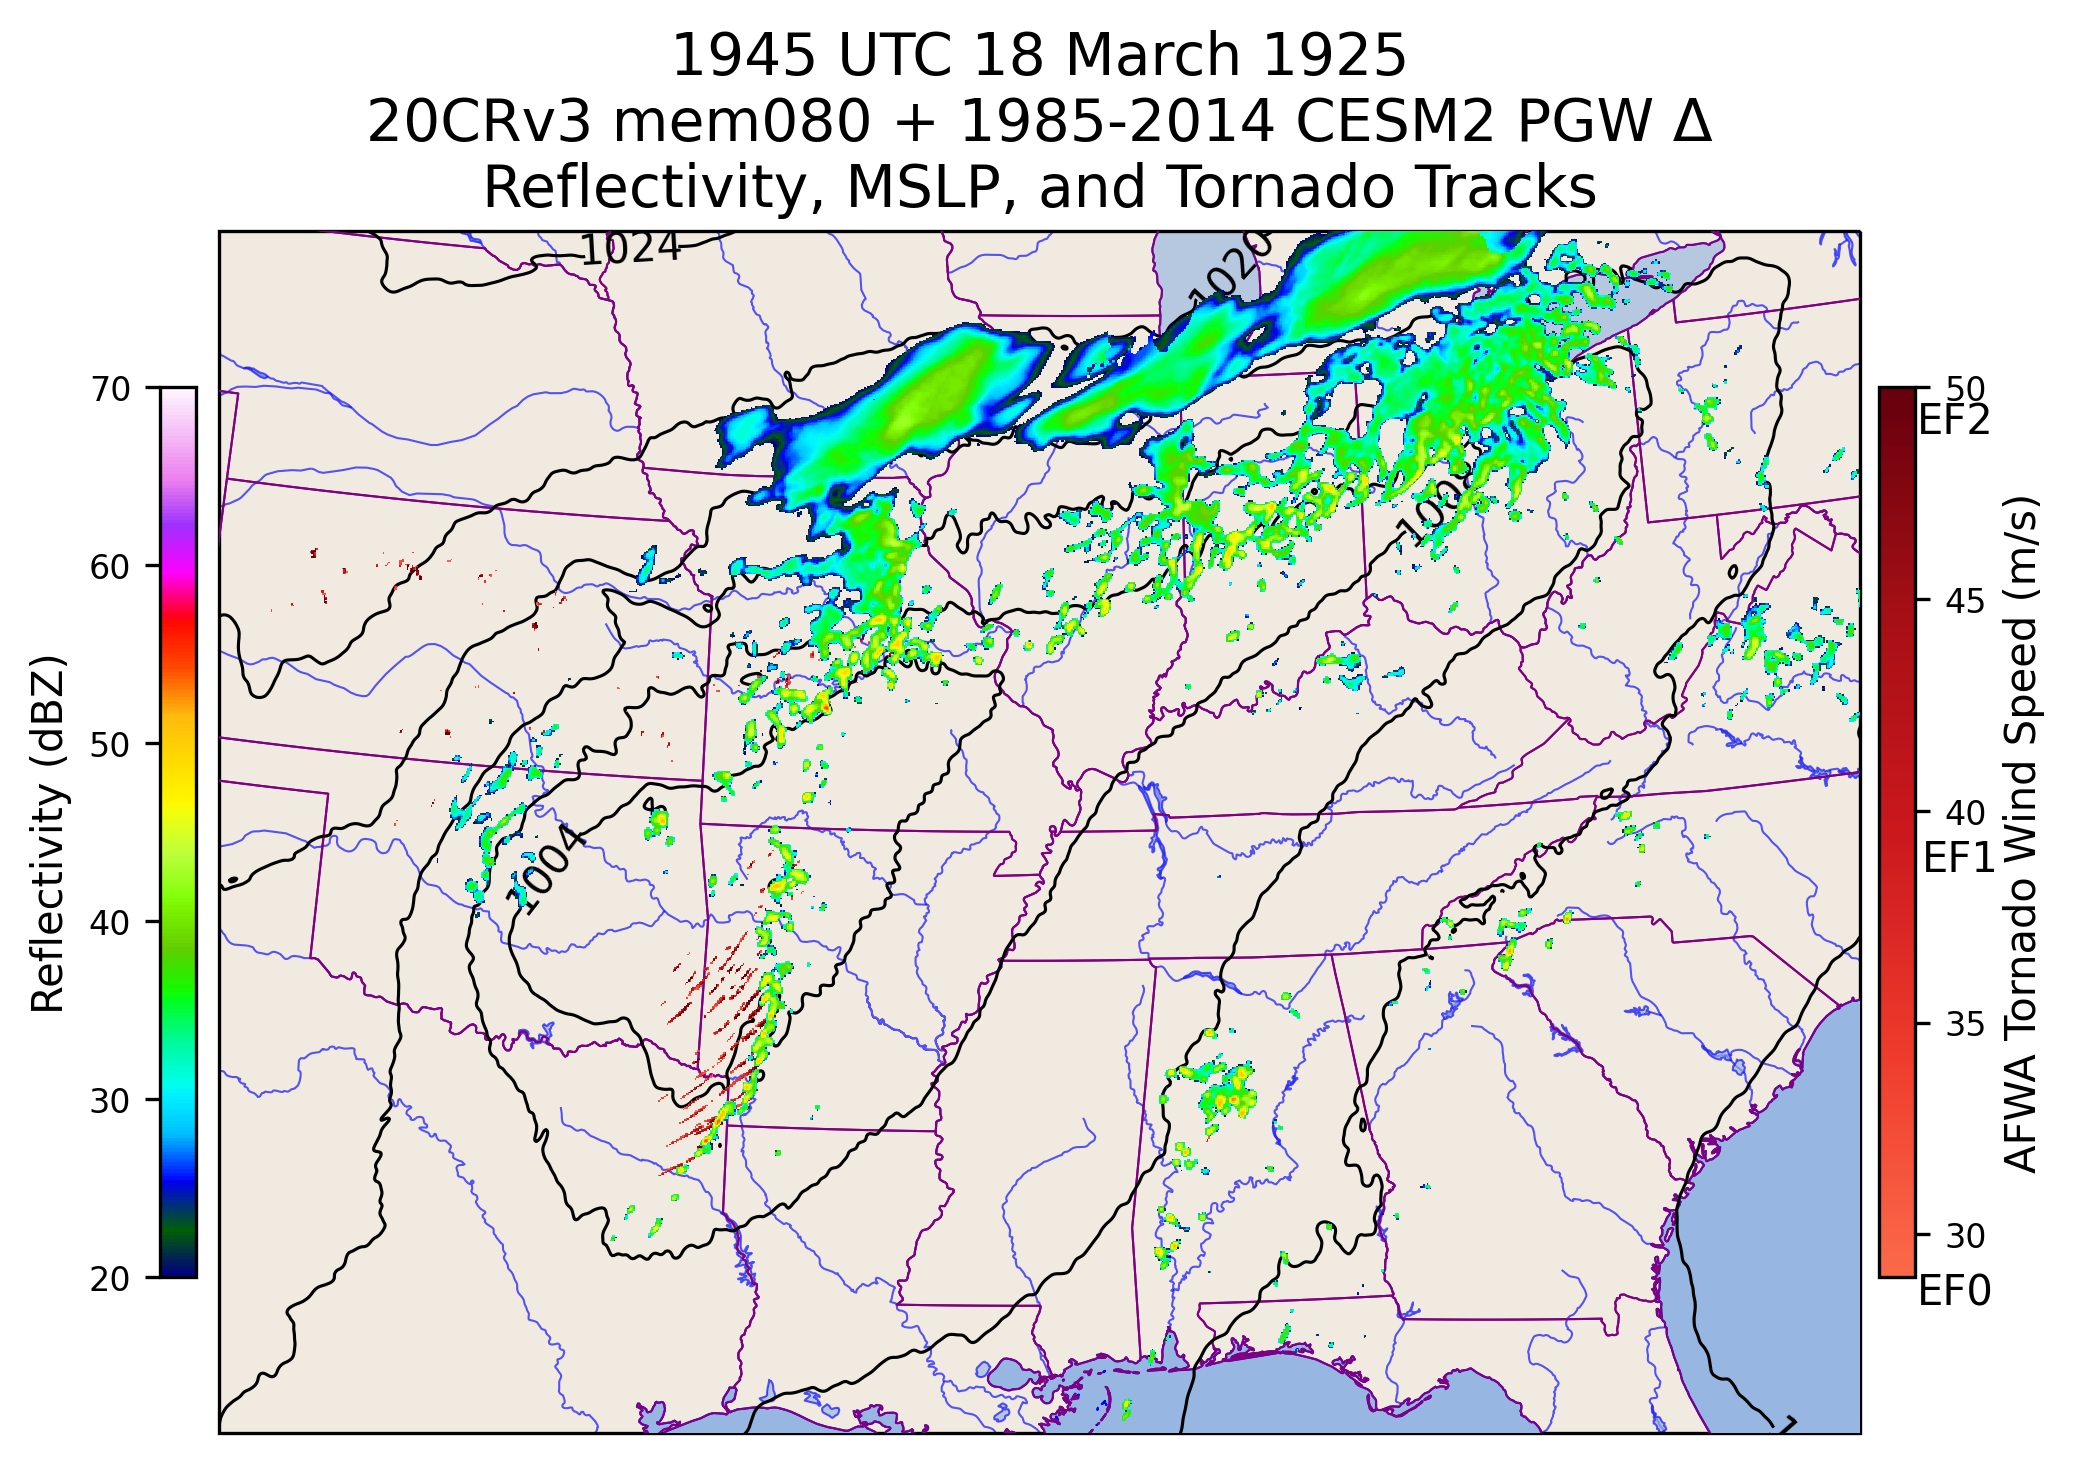 1945 UTC 18 March 1925
20CRv3 mem080 + 1985-2014 CESM2 PGW Δ
Reflectivity, MSLP, and Tornado Tracks
1024
1020
1004
70
60
50
40
30
20
Reflectivity (dBZ)
50
EF2
45
40
EF1
35
30
EF0
AFWA Tornado Wind Speed (m/s)